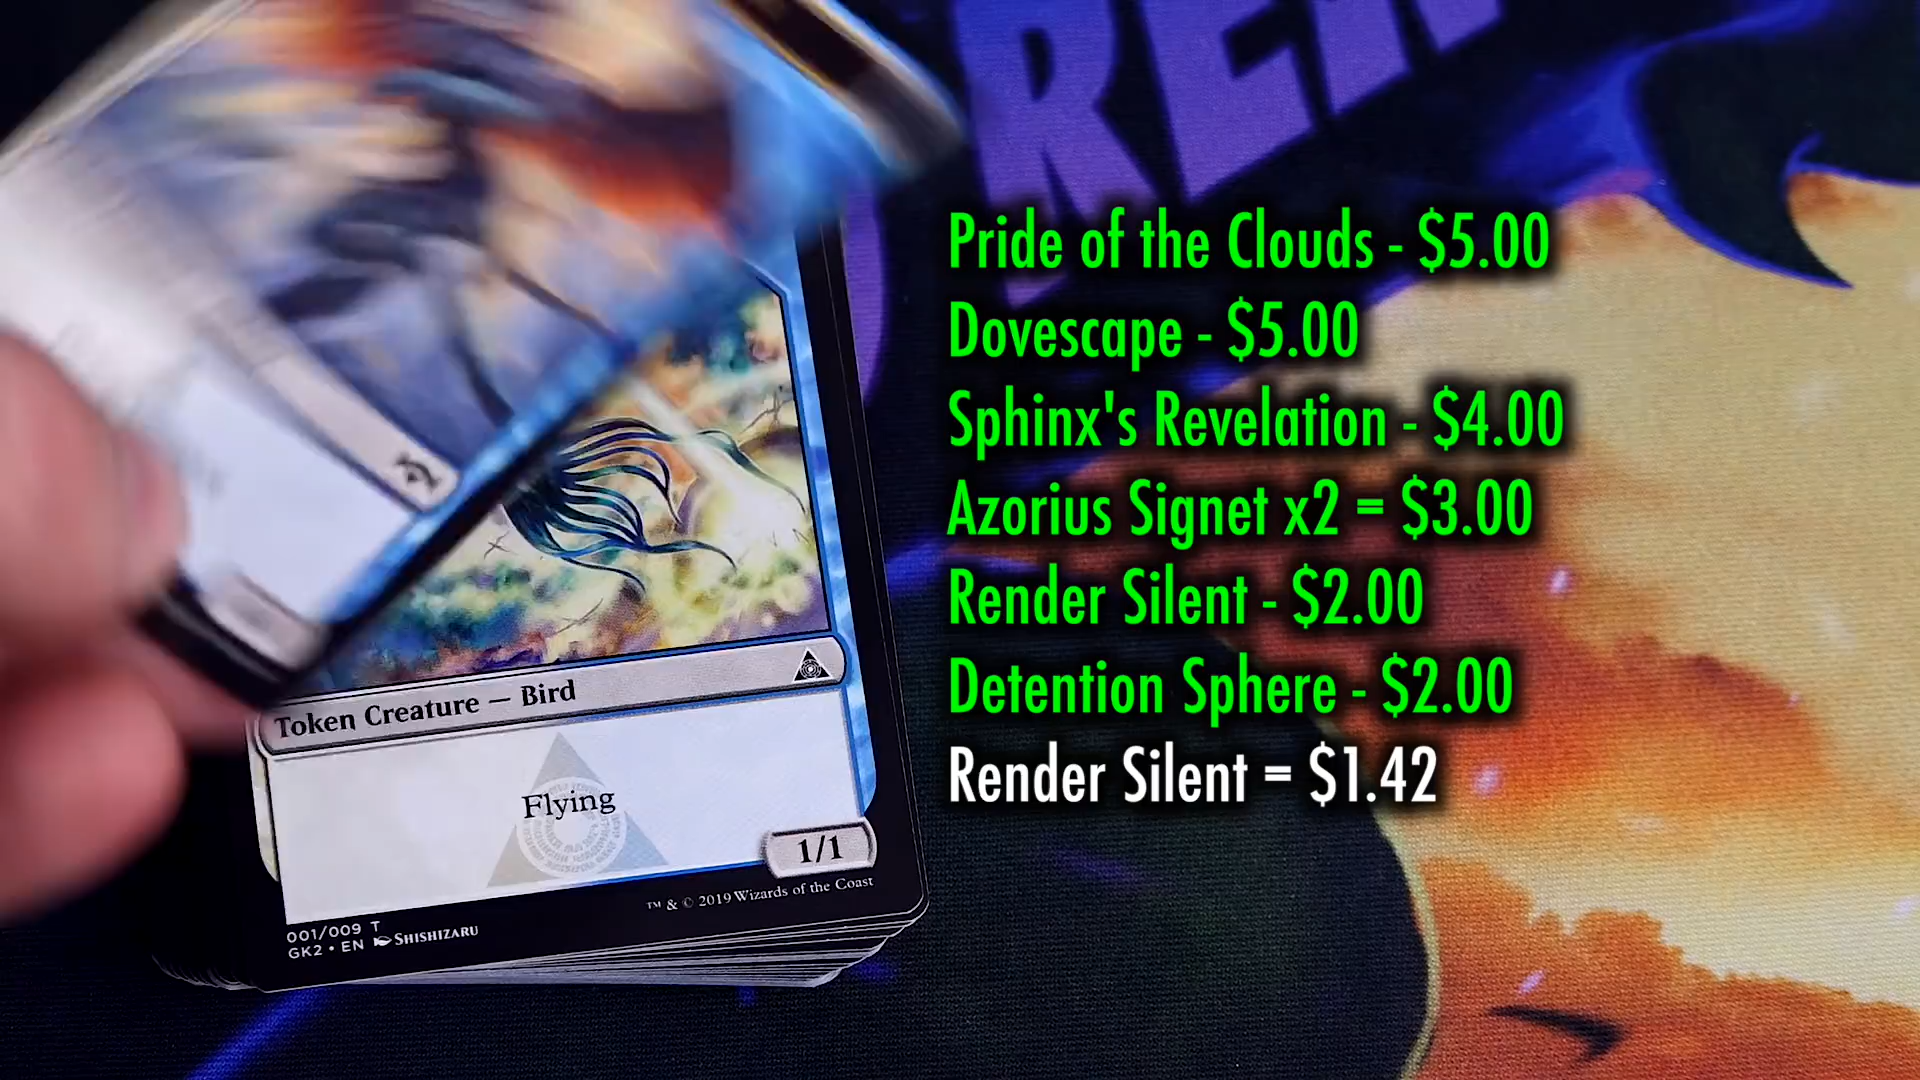 Pride of the Clouds - $5.00
Dovescape - $5.00
Sphinx's Revelation - $4.00
Azorius Signet x2 = $3.00
Render Silent - $2.00
Detention Sphere - $2.00
Render Silent = $1.42
Token Creature — Bird
Flying
1/1
™ & © 2019 Wizards of the Coast
001/009 T
GK2 • EN SHISHIZARU